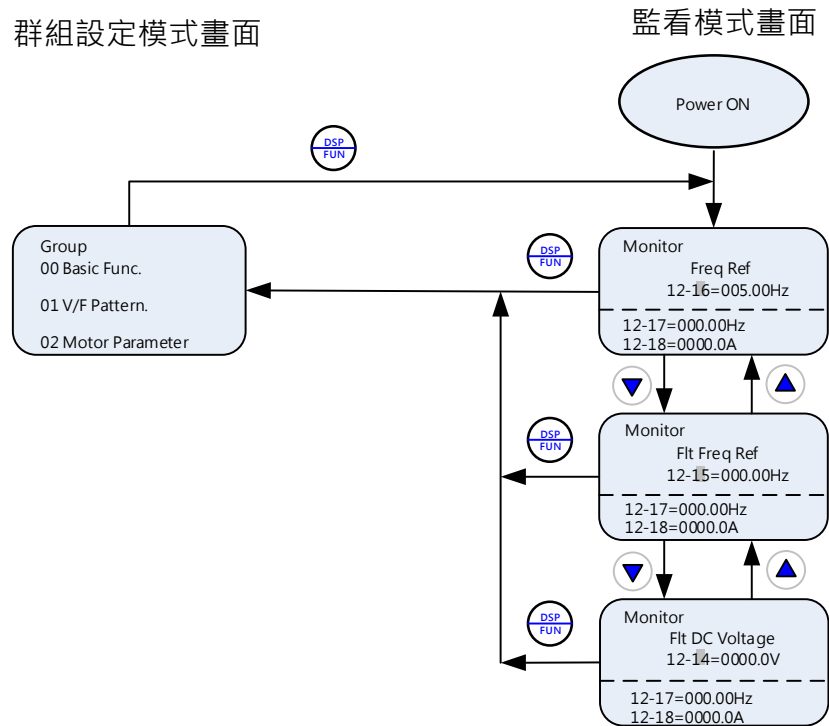 群組設定模式畫面
監看模式畫面
Power ON
DSP
FUN
Group
00 Basic Func.
01 V/F Pattern.
02 Motor Parameter
DSP
FUN
Monitor
Freq Ref
12-16=005.00Hz
12-17=000.00Hz
12-18=0000.0A
DSP
FUN
Monitor
Flt Freq Ref
12-15=000.00Hz
12-17=000.00Hz
12-18=0000.0A
DSP
FUN
Monitor
Flt DC Voltage
12-14=0000.0V
12-17=000.00Hz
12-18=0000.0A